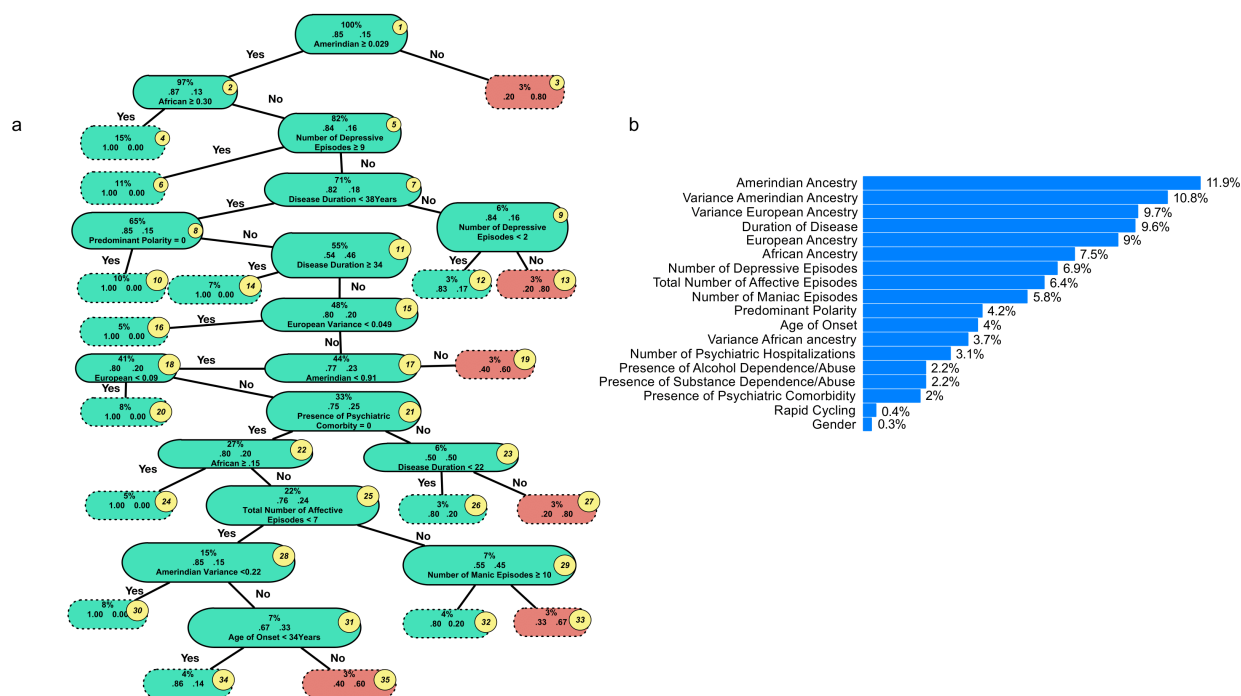 a
1
100%
.85 .15
Amerindian ≥ 0.029
Yes
No
2
97%
.87 .13
African ≥ 0.30
3
3%
.20 0.80
Yes
No
4
15%
1.00 0.00
5
82%
.84 .16
Number of Depressive
Episodes ≥ 9
Yes
No
6
11%
1.00 0.00
7
71%
.82 .18
Disease Duration < 38Years
Yes
No
8
65%
.85 .15
Predominant Polarity = 0
9
6%
.84 .16
Number of Depressive
Episodes < 2
Yes
No
Yes
No
10
10%
1.00 0.00
11
55%
.54 .46
Disease Duration ≥ 34
12
3%
.83 .17
13
3%
.20 .80
Yes
No
14
7%
1.00 0.00
15
48%
.80 .20
European Variance < 0.049
Yes
No
16
5%
1.00 0.00
17
44%
.77 .23
Amerindian < 0.91
Yes
No
18
41%
.80 .20
European < 0.09
19
3%
.40 .60
Yes
No
20
8%
1.00 0.00
21
33%
.75 .25
Presence of Psychiatric
Comorbty = 0
Yes
No
22
27%
.80 .20
African ≥ .15
23
6%
.50 .50
Disease Duration < 22
Yes
No
Yes
No
24
5%
1.00 0.00
25
22%
.76 .24
Total Number of Affective
Episodes < 7
26
3%
.80 .20
27
3%
.20 .80
Yes
No
28
15%
.85 .15
Amerindian Variance <0.22
29
7%
.55 .45
Number of Manic Episodes ≥ 10
Yes
No
Yes
No
30
8%
1.00 0.00
31
7%
.67 .33
Age of Onset < 34Years
32
4%
.80 0.20
33
3%
.33 .67
Yes
No
34
4%
.86 .14
35
3%
.40 .60
b
Amerindian Ancestry 11.9%
Variance Amerindian Ancestry 10.8%
Variance European Ancestry 9.7%
Duration of Disease 9.6%
European Ancestry 9%
African Ancestry 7.5%
Number of Depressive Episodes 6.9%
Total Number of Affective Episodes 6.4%
Number of Maniac Episodes 5.8%
Predominant Polarity 4.2%
Age of Onset 4%
Variance African ancestry 3.7%
Number of Psychiatric Hospitalizations 3.1%
Presence of Alcohol Dependence/Abuse 2.2%
Presence of Substance Dependence/Abuse 2.2%
Presence of Psychiatric Comorbidity 2%
Rapid Cycling 0.4%
Gender 0.3%